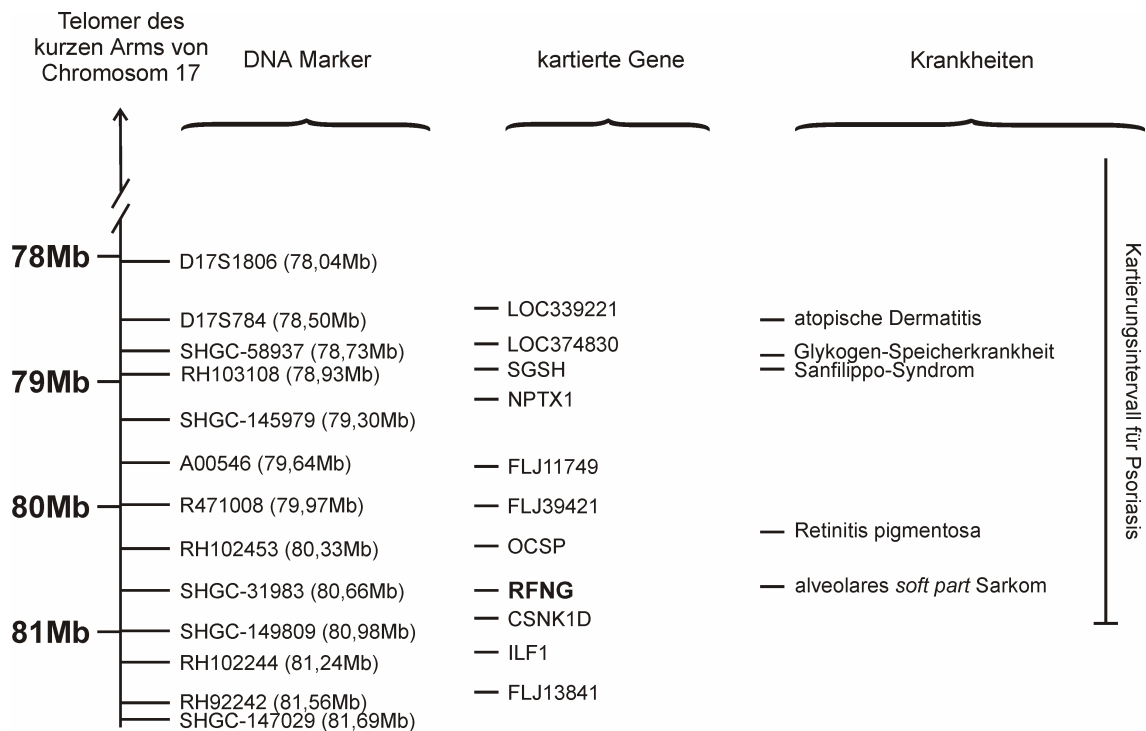 Telomer des
kurzen Arms von
Chromosom 17
DNA Marker
kartierte Gene
Krankheiten
78Mb
79Mb
80Mb
81Mb
D17S1806 (78,04Mb)
D17S784 (78,50Mb)
SHGC-58937 (78,73Mb)
RH103108 (78,93Mb)
SHGC-145979 (79,30Mb)
A00546 (79,64Mb)
R471008 (79,97Mb)
RH102453 (80,33Mb)
SHGC-31983 (80,66Mb)
SHGC-149809 (80,98Mb)
RH102244 (81,24Mb)
RH92242 (81,56Mb)
SHGC-147029 (81,69Mb)
LOC339221
LOC374830
SGSH
NPTX1
FLJ11749
FLJ39421
OCSP
RFNG
CSNK1D
ILF1
FLJ13841
atopische Dermatitis
Glykogen-Speicherkrankheit
Sanfilippo-Syndrom
Retinitis pigmentosa
alveolares soft part Sarkom
Kartierungsintervall für Psoriasis